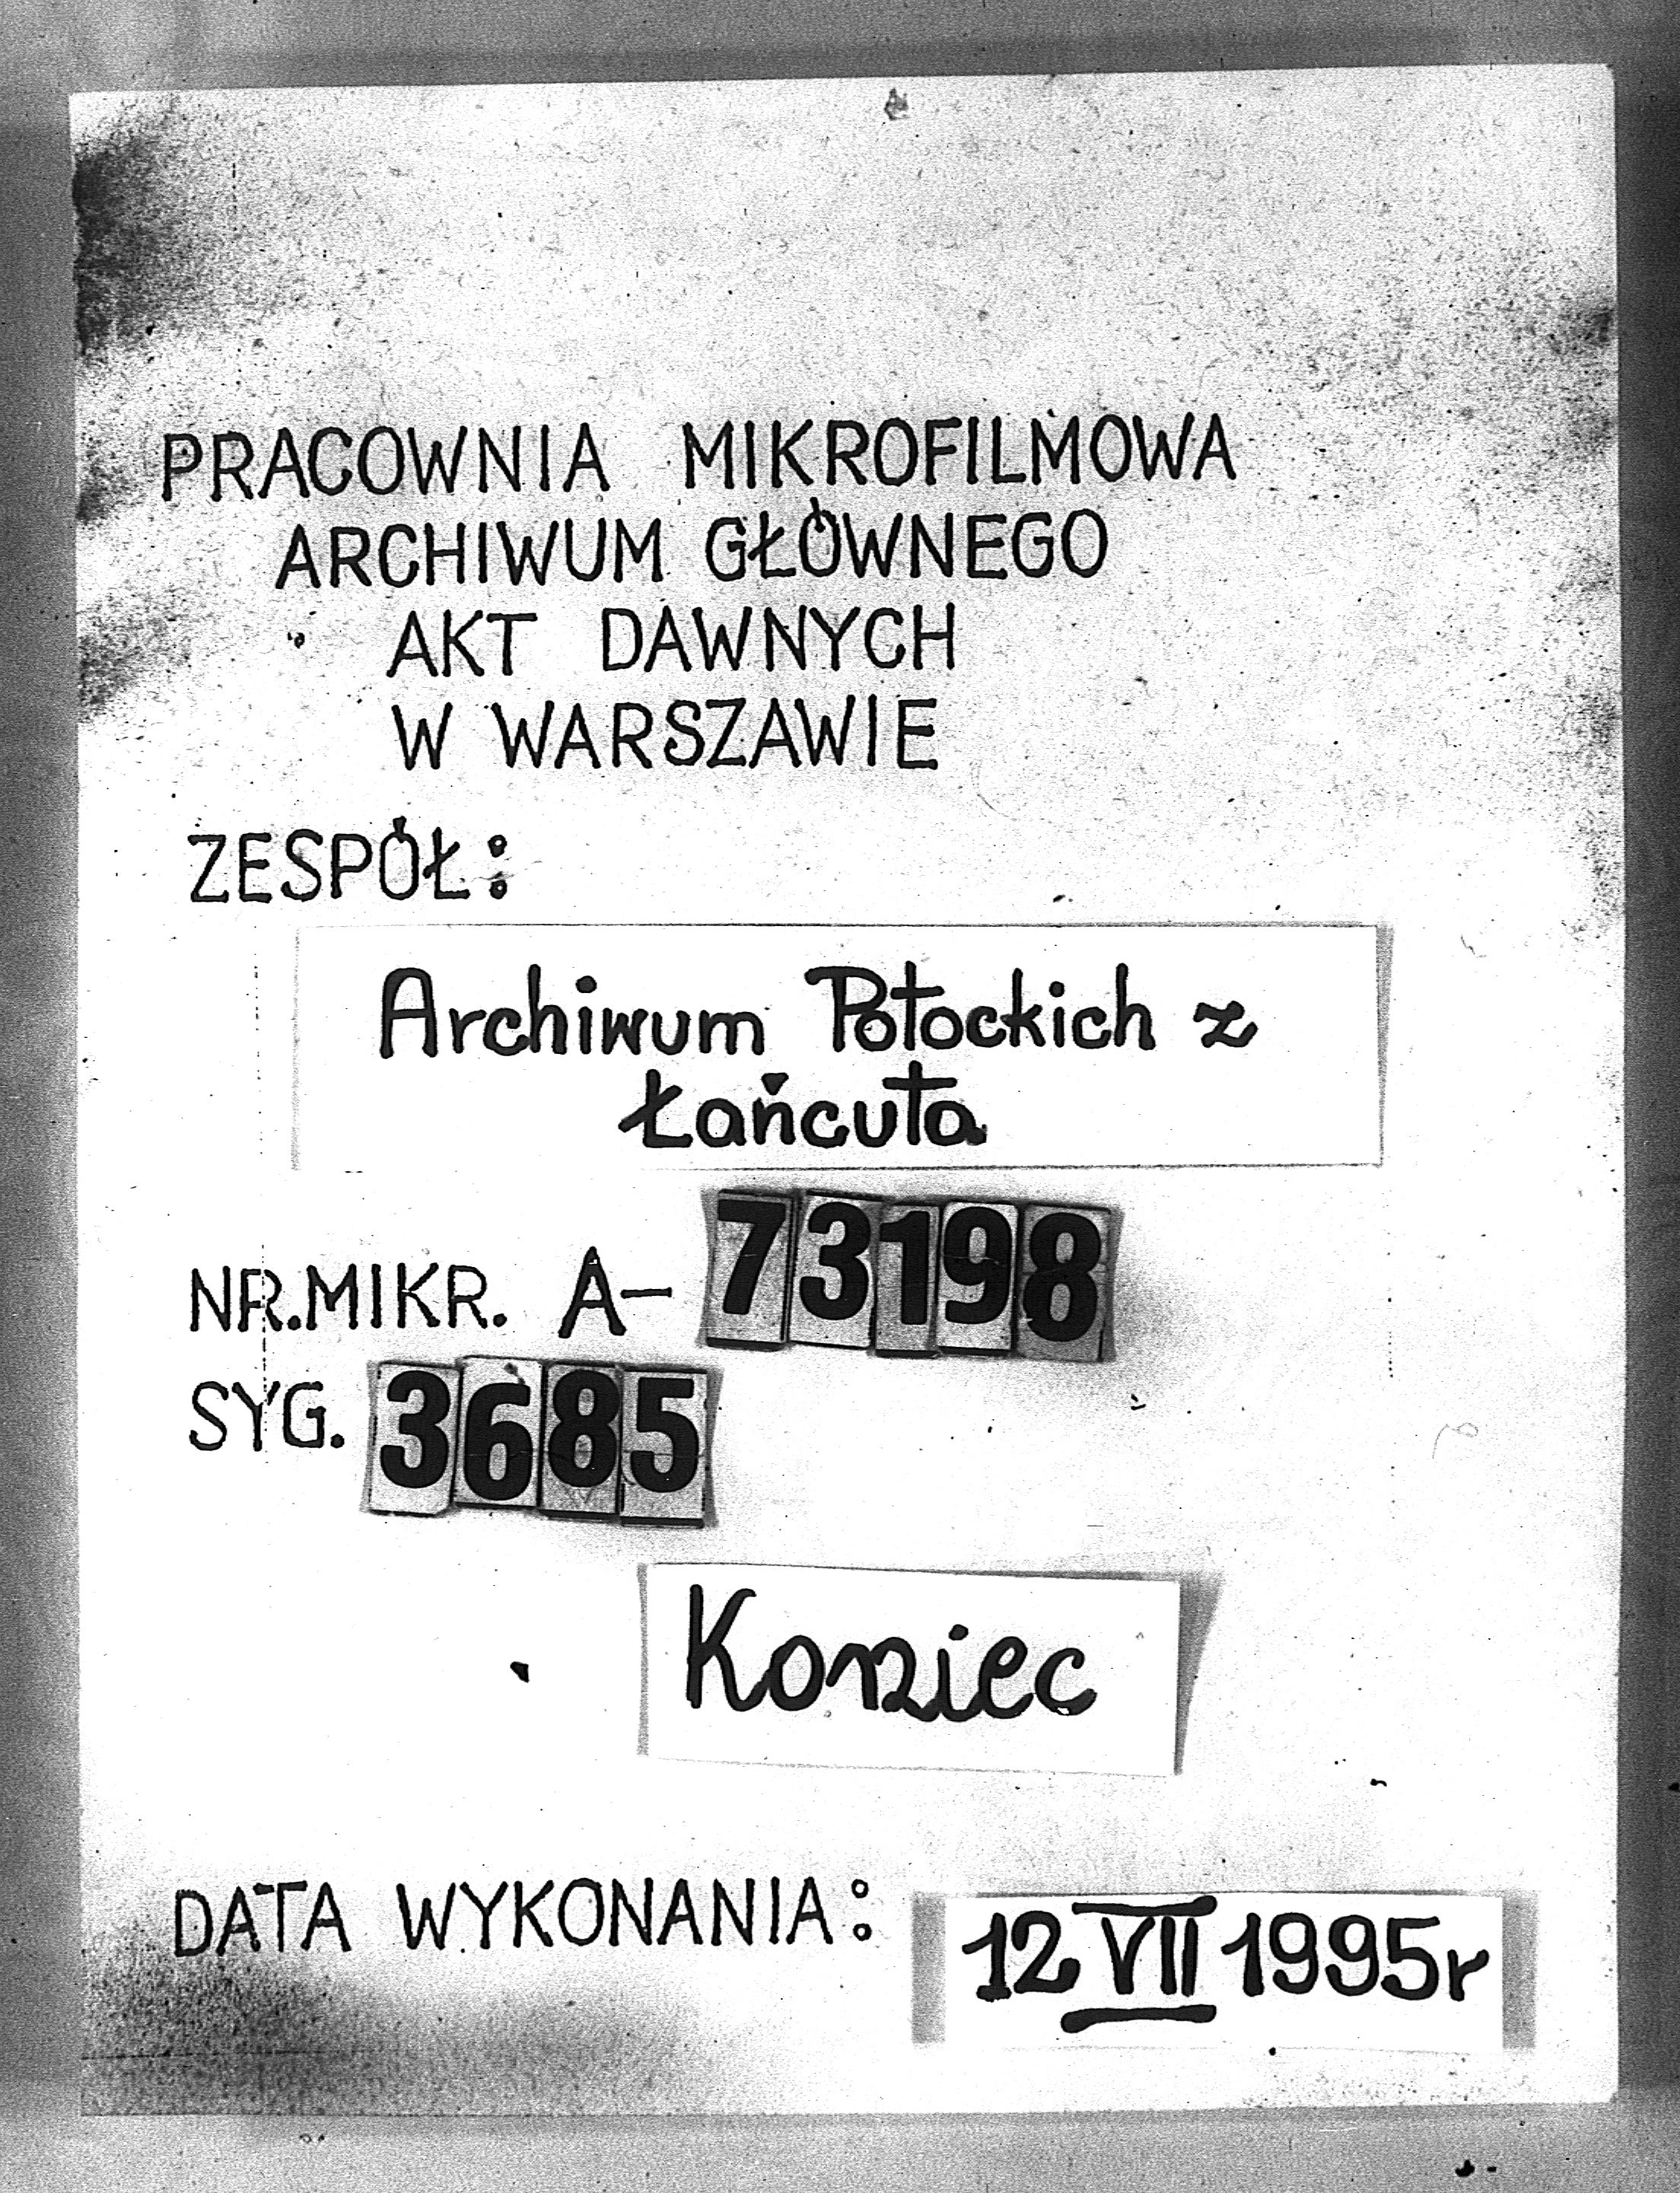 PRACOWNIA MIKROFILMOWA
ARCHIWUM GŁÓWNEGO
AKT DAWNYCH
W WARSZAWIE
ZESPÓŁ:
Archiwum Potockich z
Łańcuta
NR.MIKR. A-73198
SYG. 3685
Koniec
DATA WYKONANIA: 12 VII 1995r